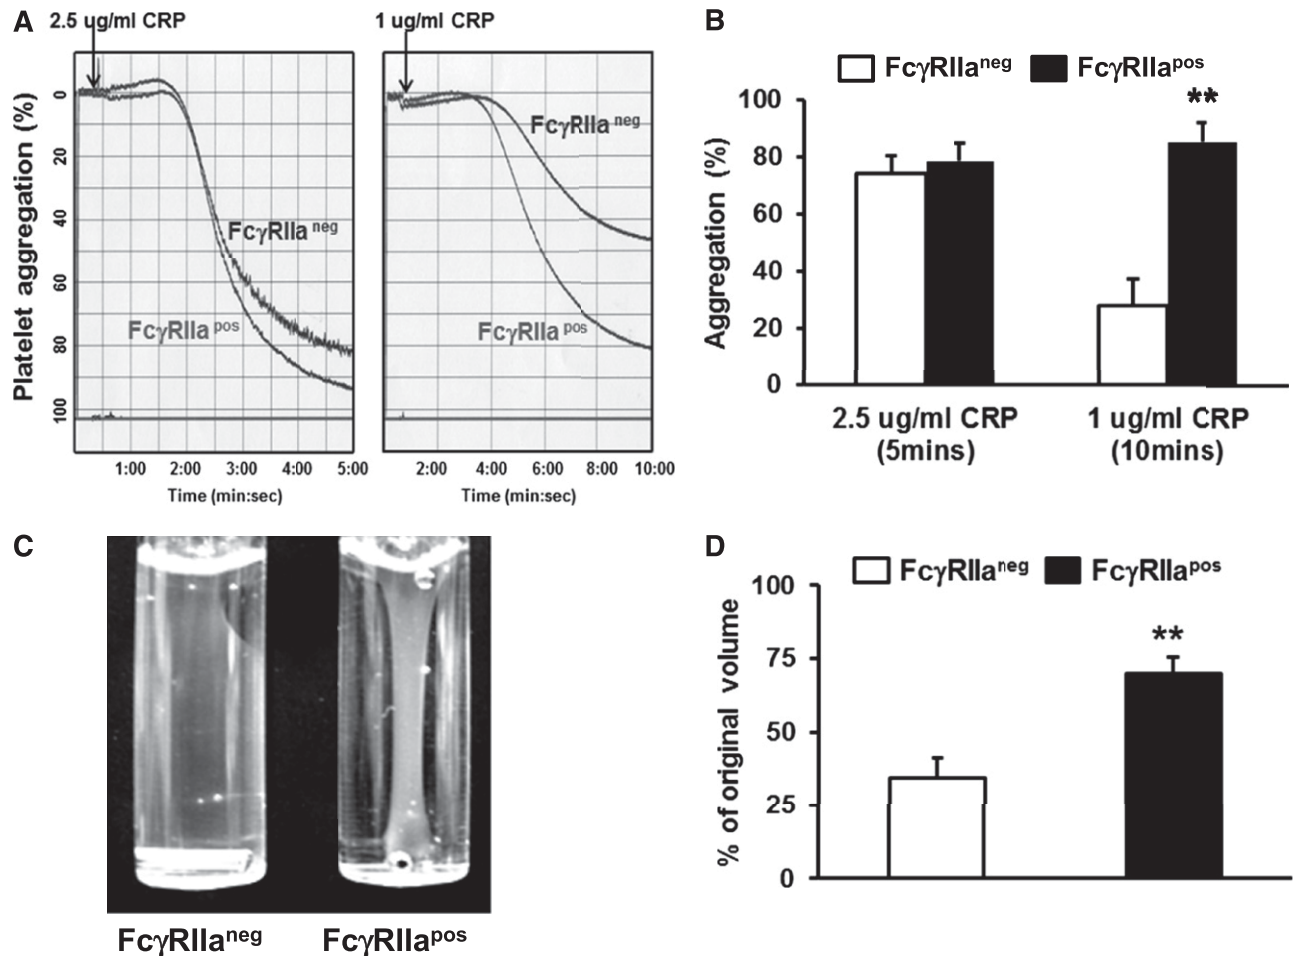 A
2.5 ug/ml CRP
1 ug/ml CRP
Platelet aggregation (%)
0
20
40
60
80
100
FcγRIIa neg
FcγRIIa pos
FcγRIIa neg
FcγRIIa pos
1:00 2:00 3:00 4:00 5:00
2:00 4:00 6:00 8:00 10:00
Time (min:sec)
Time (min:sec)
B
FcγRIIaneg FcγRIIapos
Aggregation (%)
100
80
60
40
20
0
**
2.5 ug/ml CRP
(5mins)
1 ug/ml CRP
(10mins)
C
FcγRIIaneg FcγRIIapos
D
FcγRIIaneg FcγRIIapos
% of original volume
100
75
50
25
0
**